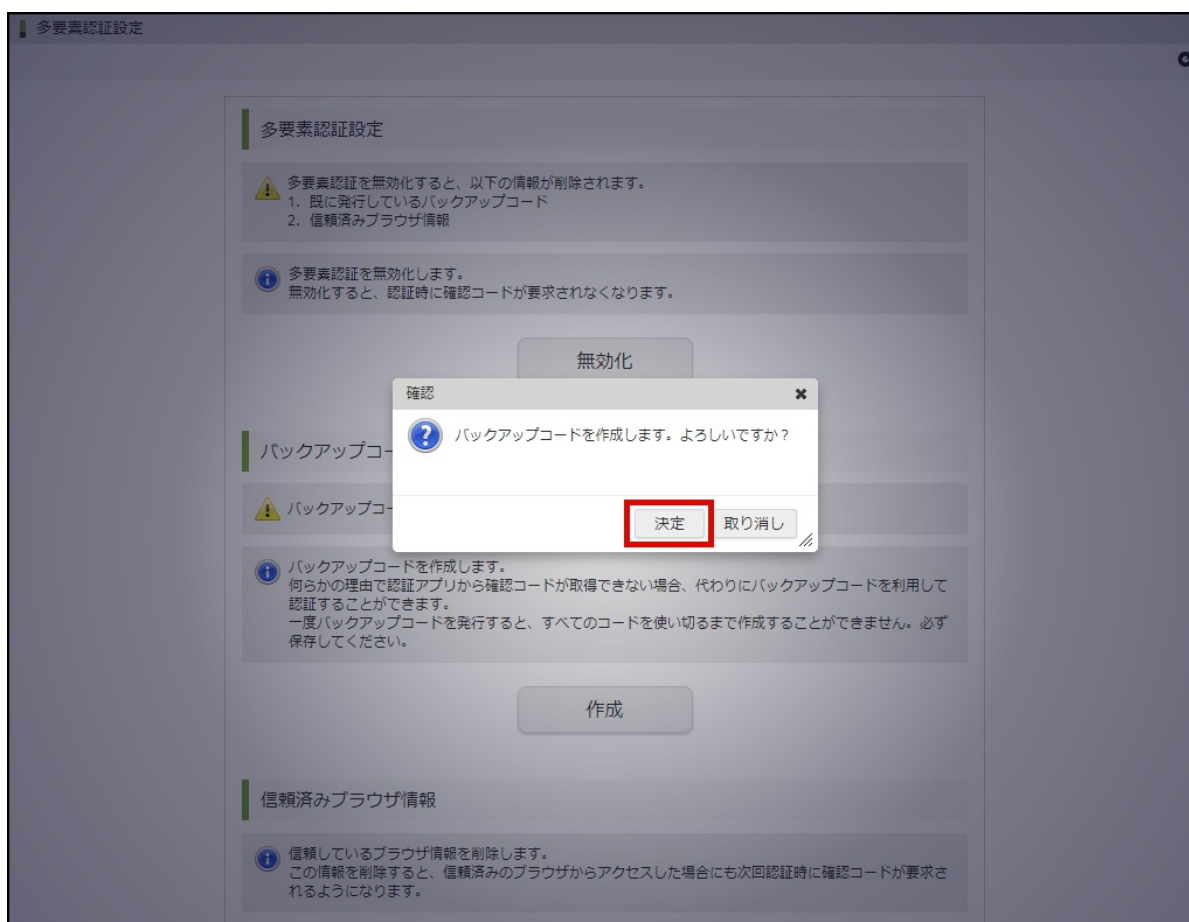 多要素認証設定
多要素認証設定
多要素認証を無効化すると、以下の情報が削除されます。
1. 既に発行しているバックアップコード
2. 信頼済みブラウザ情報
多要素認証を無効化します。
無効化すると、認証時に確認コードが要求されなくなります。
無効化
確認
バックアップコードを作成します。よろしいですか？
決定 取り消し
バックアップコー
バックアップコー
バックアップコードを作成します。
何らかの理由で認証アプリから確認コードが取得できない場合、代わりにバックアップコードを利用して
認証することができます。
一度バックアップコードを発行すると、すべてのコードを使い切るまで作成することができません。必ず
保存してください。
作成
信頼済みブラウザ情報
信頼しているブラウザ情報を削除します。
この情報を削除すると、信頼済みのブラウザからアクセスした場合にも次回認証時に確認コードが要求さ
れるようになります。